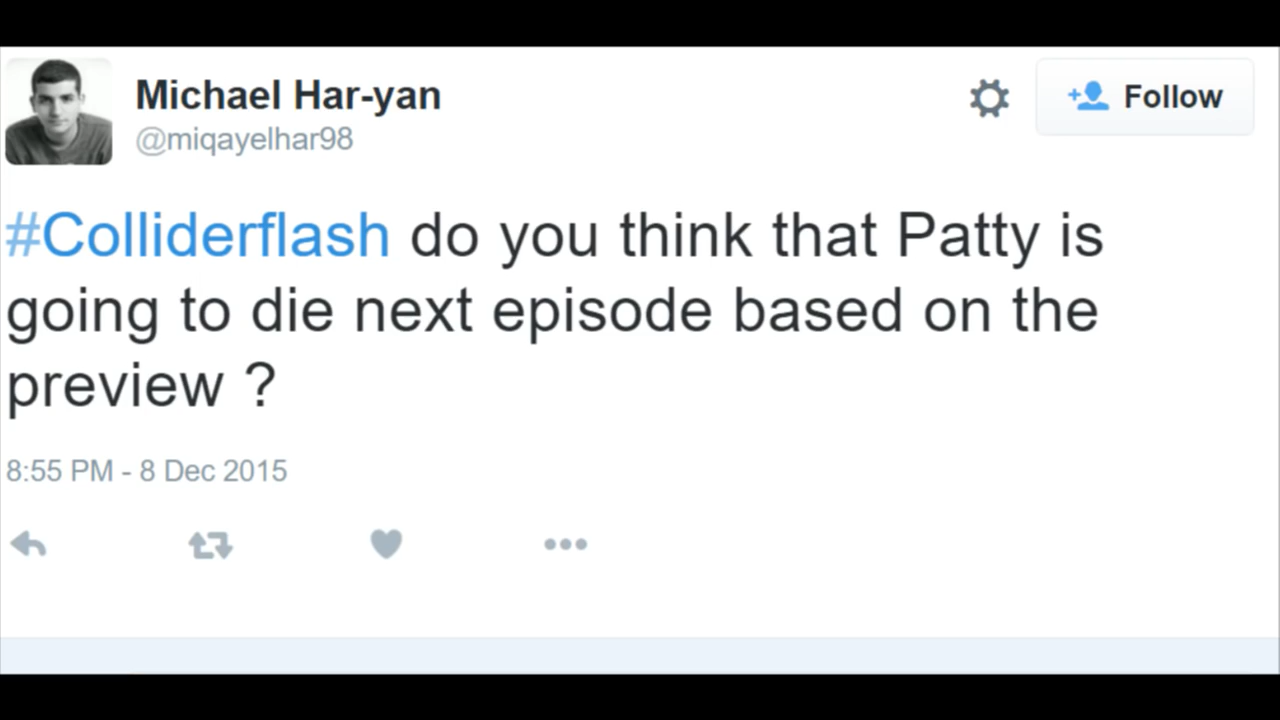 Michael Har-yan
@miqayelhar98
Follow
#Colliderflash do you think that Patty is
going to die next episode based on the
preview ?
8:55 PM - 8 Dec 2015